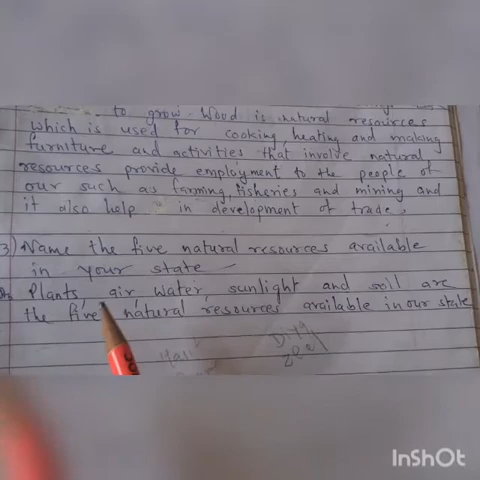 to grow. Wood is natural resources
which is used for cooking, heating and making
furniture and activities that involve natural
resources provide employment to the people of
our such as farming, fisheries and mining and
it also help in development of trade.
3) Name the five natural resources available
in your state
Ans Plants, air, water, sunlight and soil are
the five natural resources available in our state
InShOt